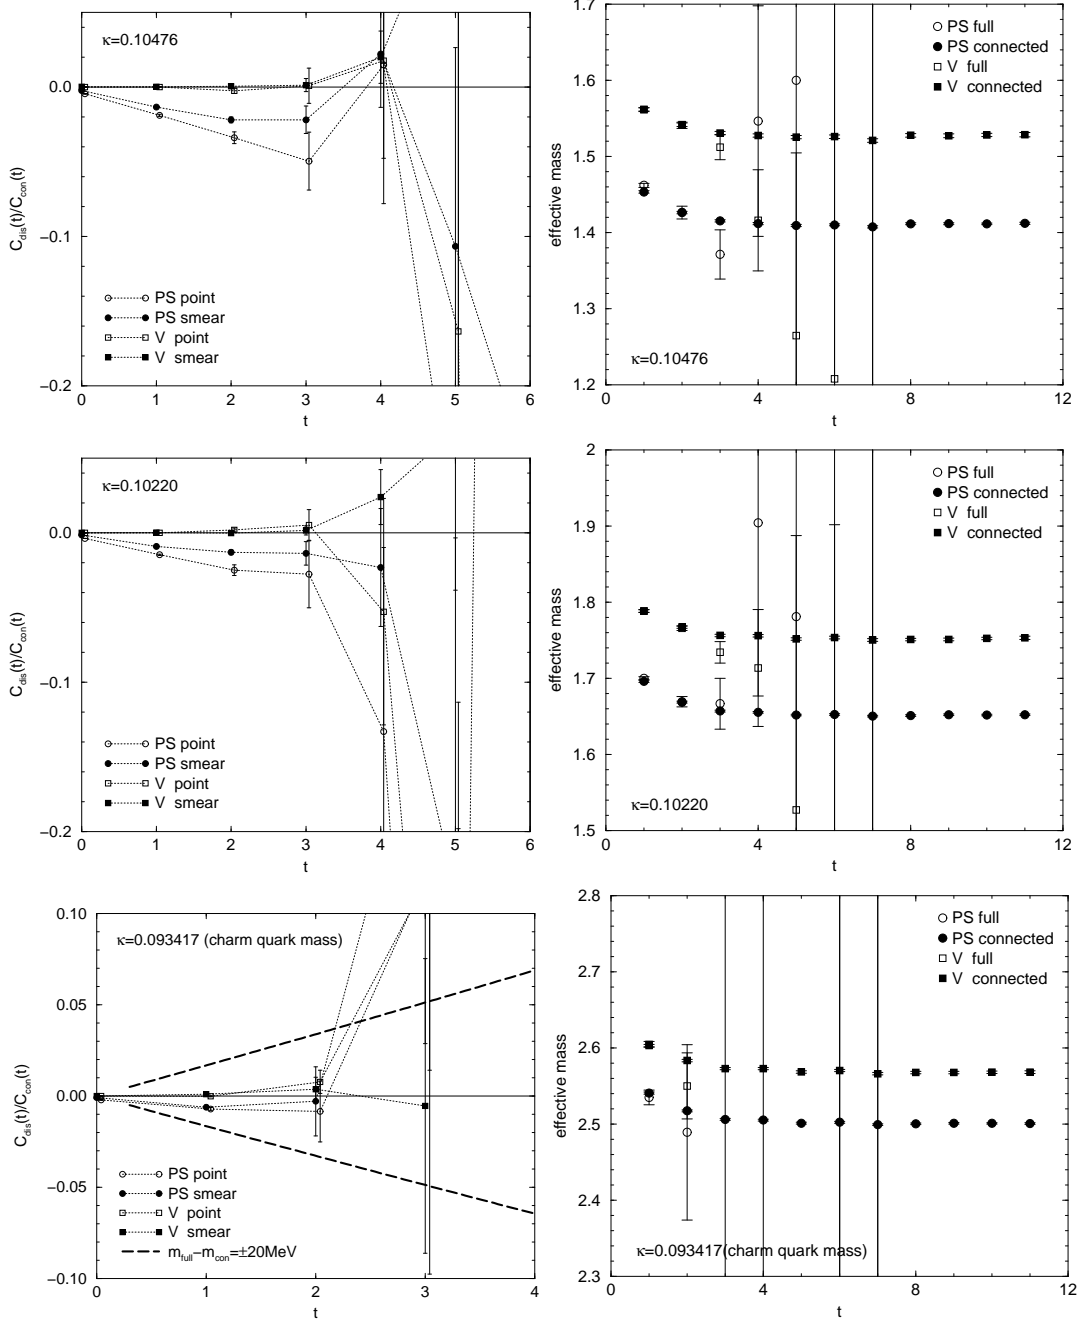 κ=0.10476
0.0
−0.1
−0.2
C_dis(t)/C_con(t)
PS point
PS smear
V point
V smear
0 1 2 3 4 5 6
t
1.7
1.6
1.5
1.4
1.3
1.2
effective mass
PS full
PS connected
V full
V connected
κ=0.10476
0 4 8 12
t
κ=0.10220
0.0
−0.1
−0.2
C_dis(t)/C_con(t)
PS point
PS smear
V point
V smear
0 1 2 3 4 5 6
t
2
1.9
1.8
1.7
1.6
1.5
effective mass
PS full
PS connected
V full
V connected
κ=0.10220
0 4 8 12
t
κ=0.093417 (charm quark mass)
0.10
0.05
0.00
−0.05
−0.10
C_dis(t)/C_con(t)
PS point
PS smear
V point
V smear
m_full−m_con=±20MeV
0 1 2 3 4
t
2.8
2.7
2.6
2.5
2.4
2.3
effective mass
PS full
PS connected
V full
V connected
κ=0.093417(charm quark mass)
0 4 8 12
t